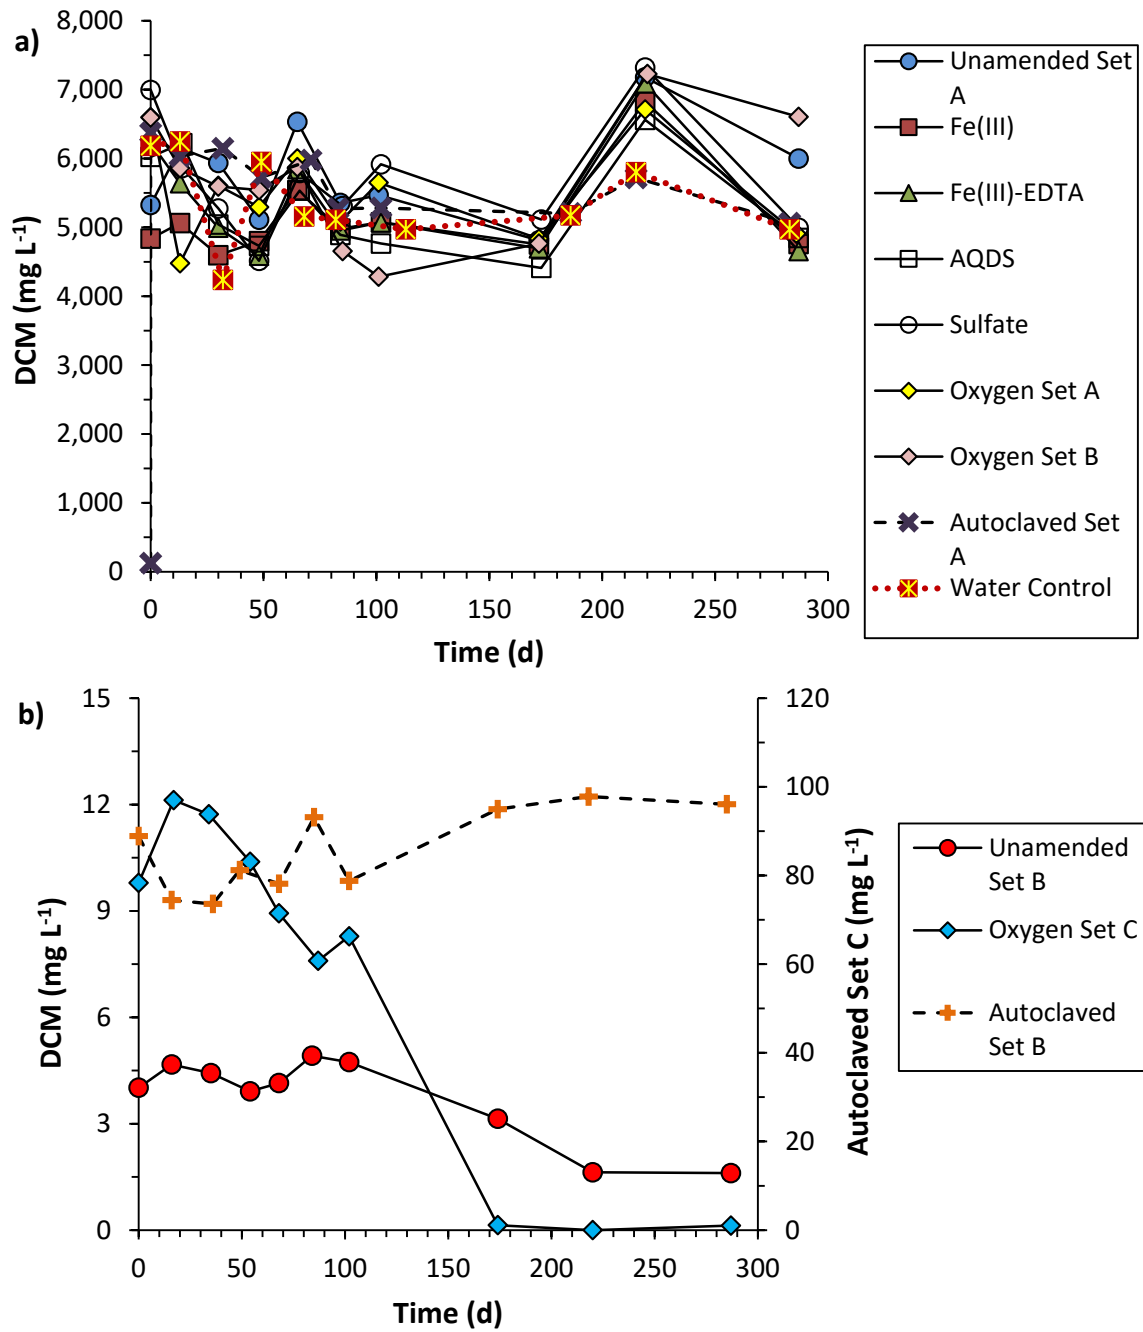 a)
8,000
7,000
6,000
5,000
4,000
3,000
2,000
1,000
0
DCM (mg L⁻¹)
0 50 100 150 200 250 300
Time (d)
Unamended Set
A
Fe(III)
Fe(III)-EDTA
AQDS
Sulfate
Oxygen Set A
Oxygen Set B
Autoclaved Set
A
Water Control
b)
15
12
9
6
3
0
DCM (mg L⁻¹)
120
100
80
60
40
20
0
Autoclaved Set C (mg L⁻¹)
0 50 100 150 200 250 300
Time (d)
Unamended
Set B
Oxygen Set C
Autoclaved
Set B